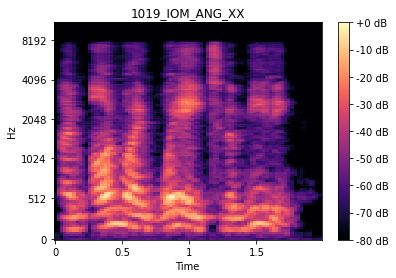 1019_IOM_ANG_XX
+0 dB
8192
-10 dB
-20 dB
4096
-30 dB
Hz
2048
-40 dB
1024
-50 dB
-60 dB
512
-70 dB
0
-80 dB
0
0.5
1
1.5
Time